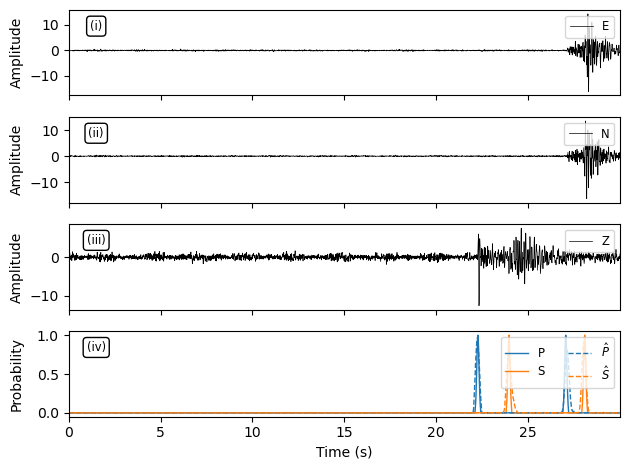 Amplitude
10
0
−10
(i)
E
Amplitude
10
0
−10
(ii)
N
Amplitude
0
−10
(iii)
Z
Probability
1.0
0.5
0.0
(iv)
P
S
P̂
Ŝ
0 5 10 15 20 25
Time (s)